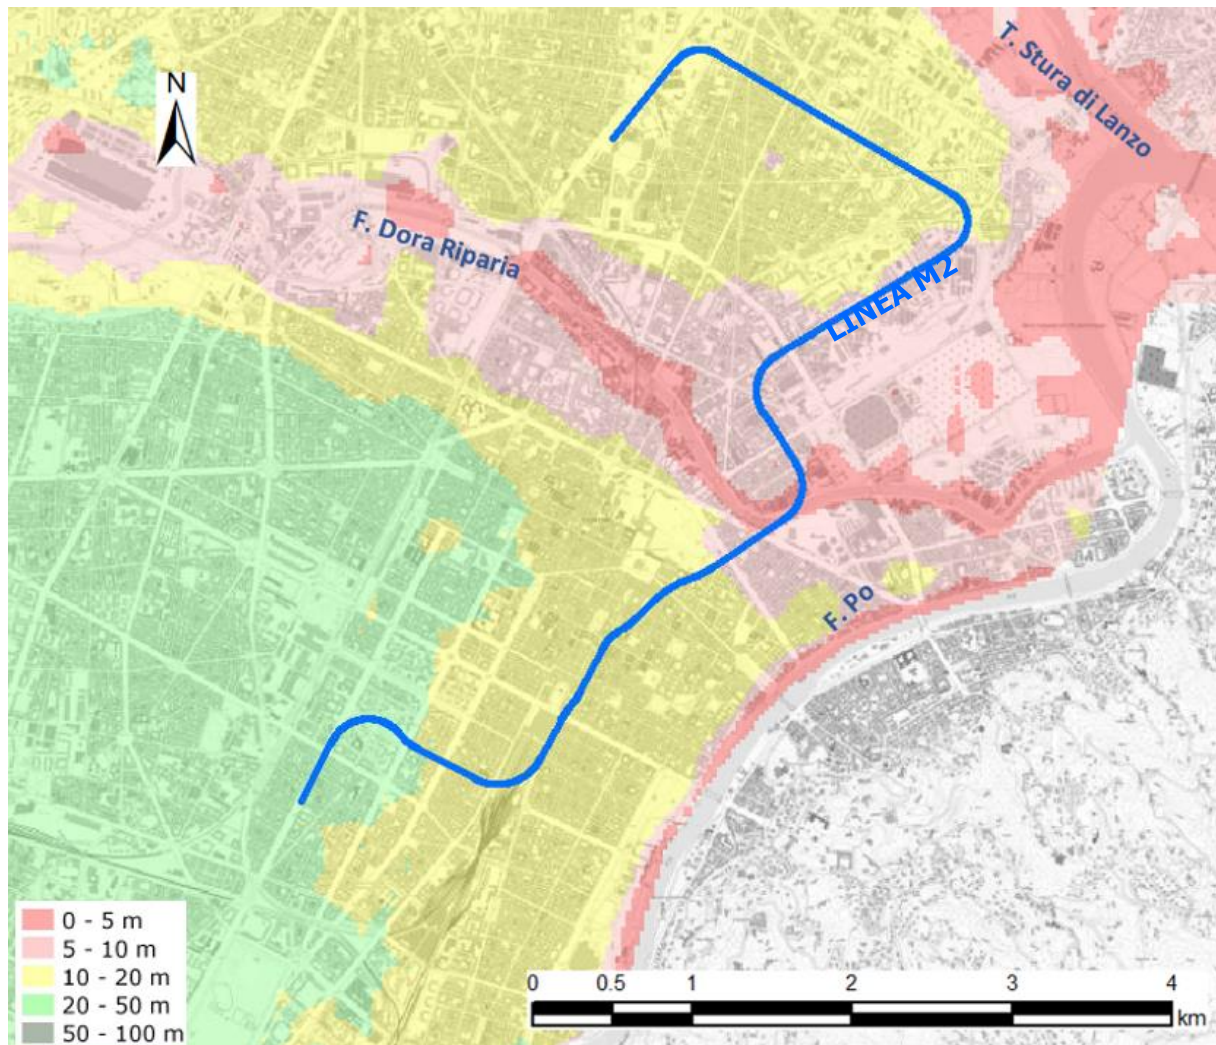 T. Stura di Lanzo
N
F. Dora Riparia
LINEA M2
F. Po
0 - 5 m
5 - 10 m
10 - 20 m
20 - 50 m
50 - 100 m
0 0.5 1 2 3 4
km